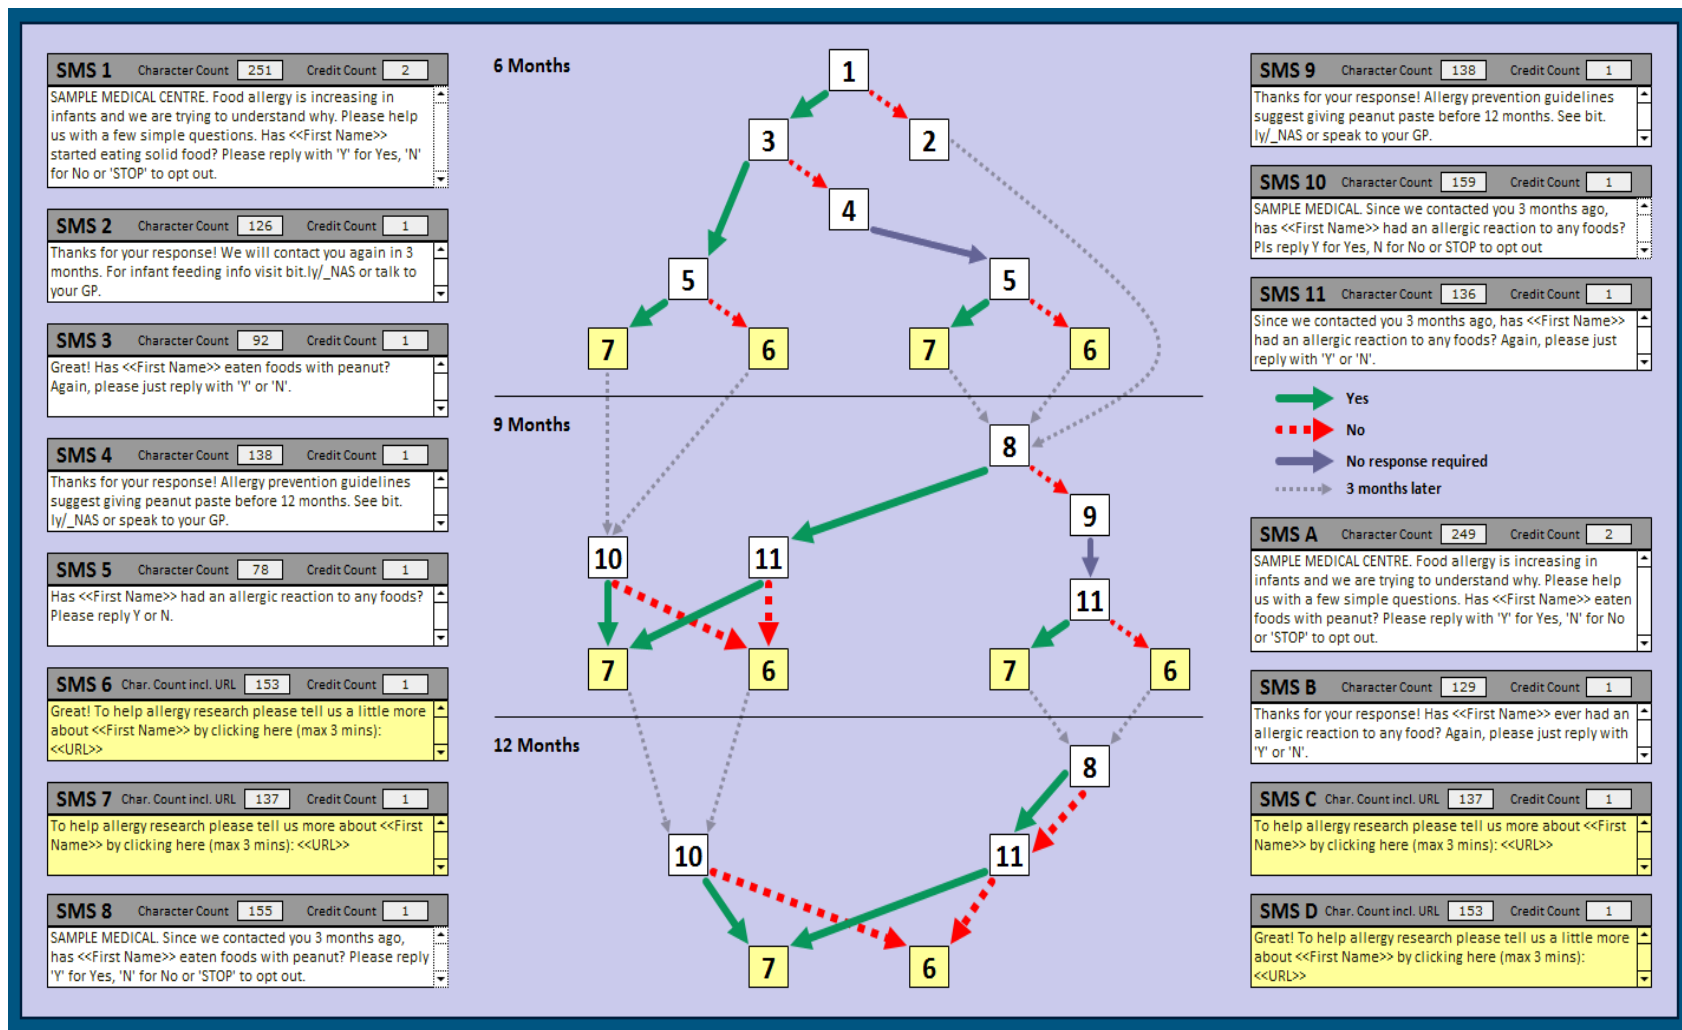 SMS 1 Character Count 251 Credit Count 2
SAMPLE MEDICAL CENTRE. Food allergy is increasing in
infants and we are trying to understand why. Please help
us with a few simple questions. Has <<First Name>>
started eating solid food? Please reply with 'Y' for Yes, 'N'
for No or 'STOP' to opt out.
SMS 2 Character Count 126 Credit Count 1
Thanks for your response! We will contact you again in 3
months. For infant feeding info visit bit.ly/_NAS or talk to
your GP.
SMS 3 Character Count 92 Credit Count 1
Great! Has <<First Name>> eaten foods with peanut?
Again, please just reply with 'Y' or 'N'.
SMS 4 Character Count 138 Credit Count 1
Thanks for your response! Allergy prevention guidelines
suggest giving peanut paste before 12 months. See bit.
ly/_NAS or speak to your GP.
SMS 5 Character Count 78 Credit Count 1
Has <<First Name>> had an allergic reaction to any foods?
Please reply Y or N.
SMS 6 Char. Count incl. URL 153 Credit Count 1
Great! To help allergy research please tell us a little more
about <<First Name>> by clicking here (max 3 mins):
<<URL>>
SMS 7 Char. Count incl. URL 137 Credit Count 1
To help allergy research please tell us more about <<First
Name>> by clicking here (max 3 mins): <<URL>>
SMS 8 Character Count 155 Credit Count 1
SAMPLE MEDICAL. Since we contacted you 3 months ago,
has <<First Name>> eaten foods with peanut? Please reply
'Y' for Yes, 'N' for No or 'STOP' to opt out.
6 Months
1
3 2
4
5 5
7 6 7 6
9 Months
8
9
10 11
11
7 6 7 6
12 Months
8
10 11
7 6
SMS 9 Character Count 138 Credit Count 1
Thanks for your response! Allergy prevention guidelines
suggest giving peanut paste before 12 months. See bit.
ly/_NAS or speak to your GP.
SMS 10 Character Count 159 Credit Count 1
SAMPLE MEDICAL. Since we contacted you 3 months ago,
has <<First Name>> had an allergic reaction to any foods?
Pls reply Y for Yes, N for No or STOP to opt out
SMS 11 Character Count 136 Credit Count 1
Since we contacted you 3 months ago, has <<First Name>>
had an allergic reaction to any foods? Again, please just
reply with 'Y' or 'N'.
Yes
No
No response required
3 months later
SMS A Character Count 249 Credit Count 2
SAMPLE MEDICAL CENTRE. Food allergy is increasing in
infants and we are trying to understand why. Please help
us with a few simple questions. Has <<First Name>> eaten
foods with peanut? Please reply with 'Y' for Yes, 'N' for No
or 'STOP' to opt out.
SMS B Character Count 129 Credit Count 1
Thanks for your response! Has <<First Name>> ever had an
allergic reaction to any food? Again, please just reply with
'Y' or 'N'.
SMS C Char. Count incl. URL 137 Credit Count 1
To help allergy research please tell us more about <<First
Name>> by clicking here (max 3 mins): <<URL>>
SMS D Char. Count incl. URL 153 Credit Count 1
Great! To help allergy research please tell us a little more
about <<First Name>> by clicking here (max 3 mins):
<<URL>>